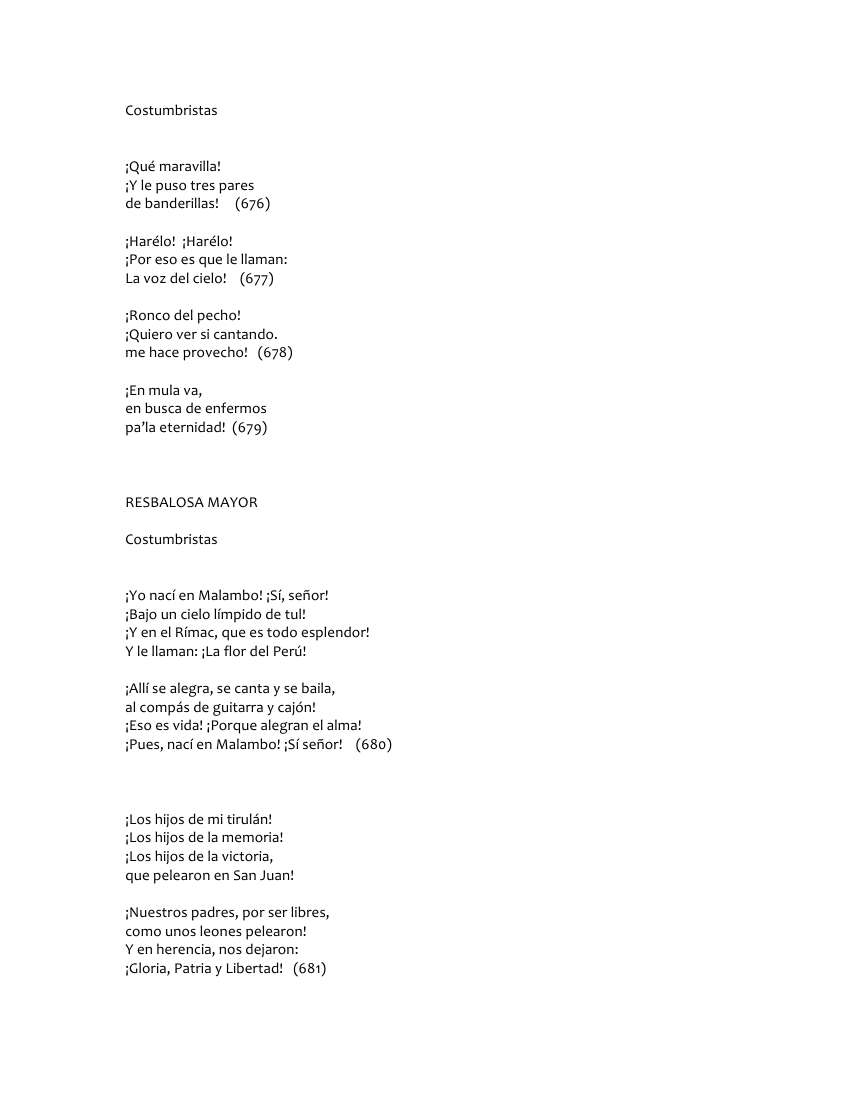 Costumbristas
¡Qué maravilla!
¡Y le puso tres pares
de banderillas! (676)
¡Harélo! ¡Harélo!
¡Por eso es que le llaman:
La voz del cielo! (677)
¡Ronco del pecho!
¡Quiero ver si cantando.
me hace provecho! (678)
¡En mula va,
en busca de enfermos
pa’la eternidad! (679)
RESBALOSA MAYOR
Costumbristas
¡Yo nací en Malambo! ¡Sí, señor!
¡Bajo un cielo límpido de tul!
¡Y en el Rímac, que es todo esplendor!
Y le llaman: ¡La flor del Perú!
¡Allí se alegra, se canta y se baila,
al compás de guitarra y cajón!
¡Eso es vida! ¡Porque alegran el alma!
¡Pues, nací en Malambo! ¡Sí señor! (680)
¡Los hijos de mi tirulán!
¡Los hijos de la memoria!
¡Los hijos de la victoria,
que pelearon en San Juan!
¡Nuestros padres, por ser libres,
como unos leones pelearon!
Y en herencia, nos dejaron:
¡Gloria, Patria y Libertad! (681)